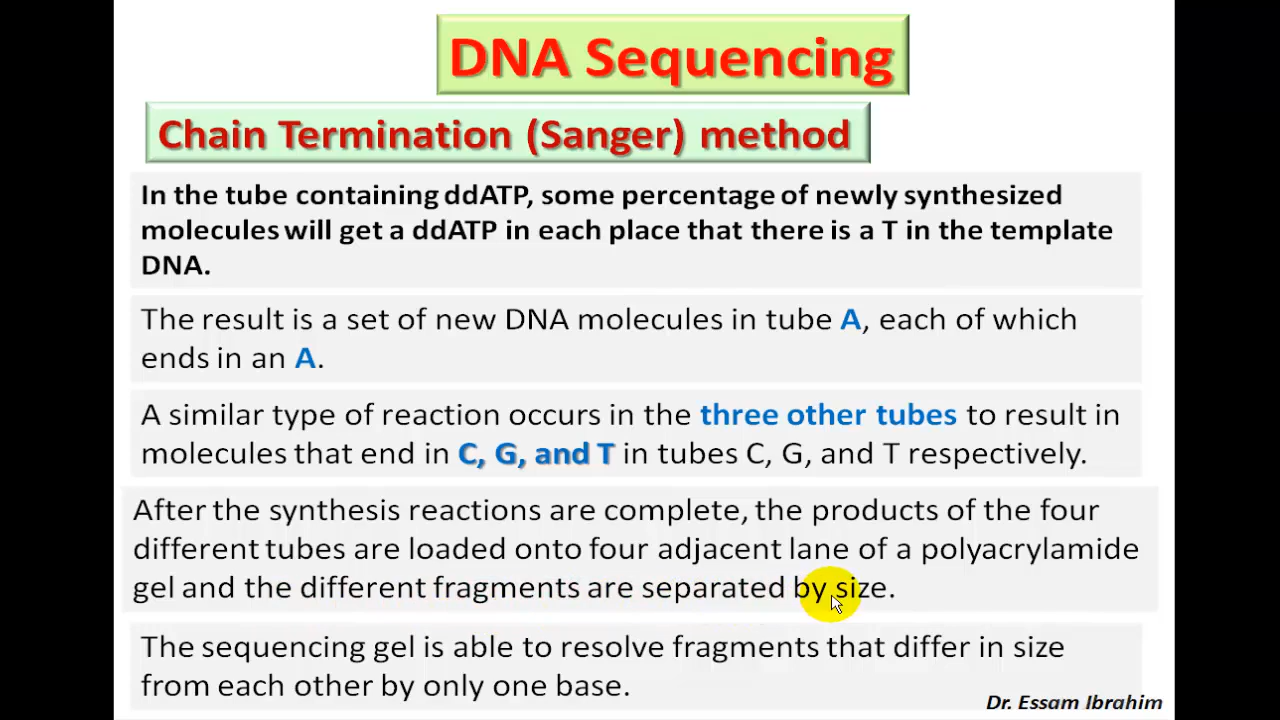 DNA Sequencing
Chain Termination (Sanger) method
In the tube containing ddATP, some percentage of newly synthesized
molecules will get a ddATP in each place that there is a T in the template
DNA.
The result is a set of new DNA molecules in tube A, each of which
ends in an A.
A similar type of reaction occurs in the three other tubes to result in
molecules that end in C, G, and T in tubes C, G, and T respectively.
After the synthesis reactions are complete, the products of the four
different tubes are loaded onto four adjacent lane of a polyacrylamide
gel and the different fragments are separated by size.
The sequencing gel is able to resolve fragments that differ in size
from each other by only one base.
Dr. Essam Ibrahim